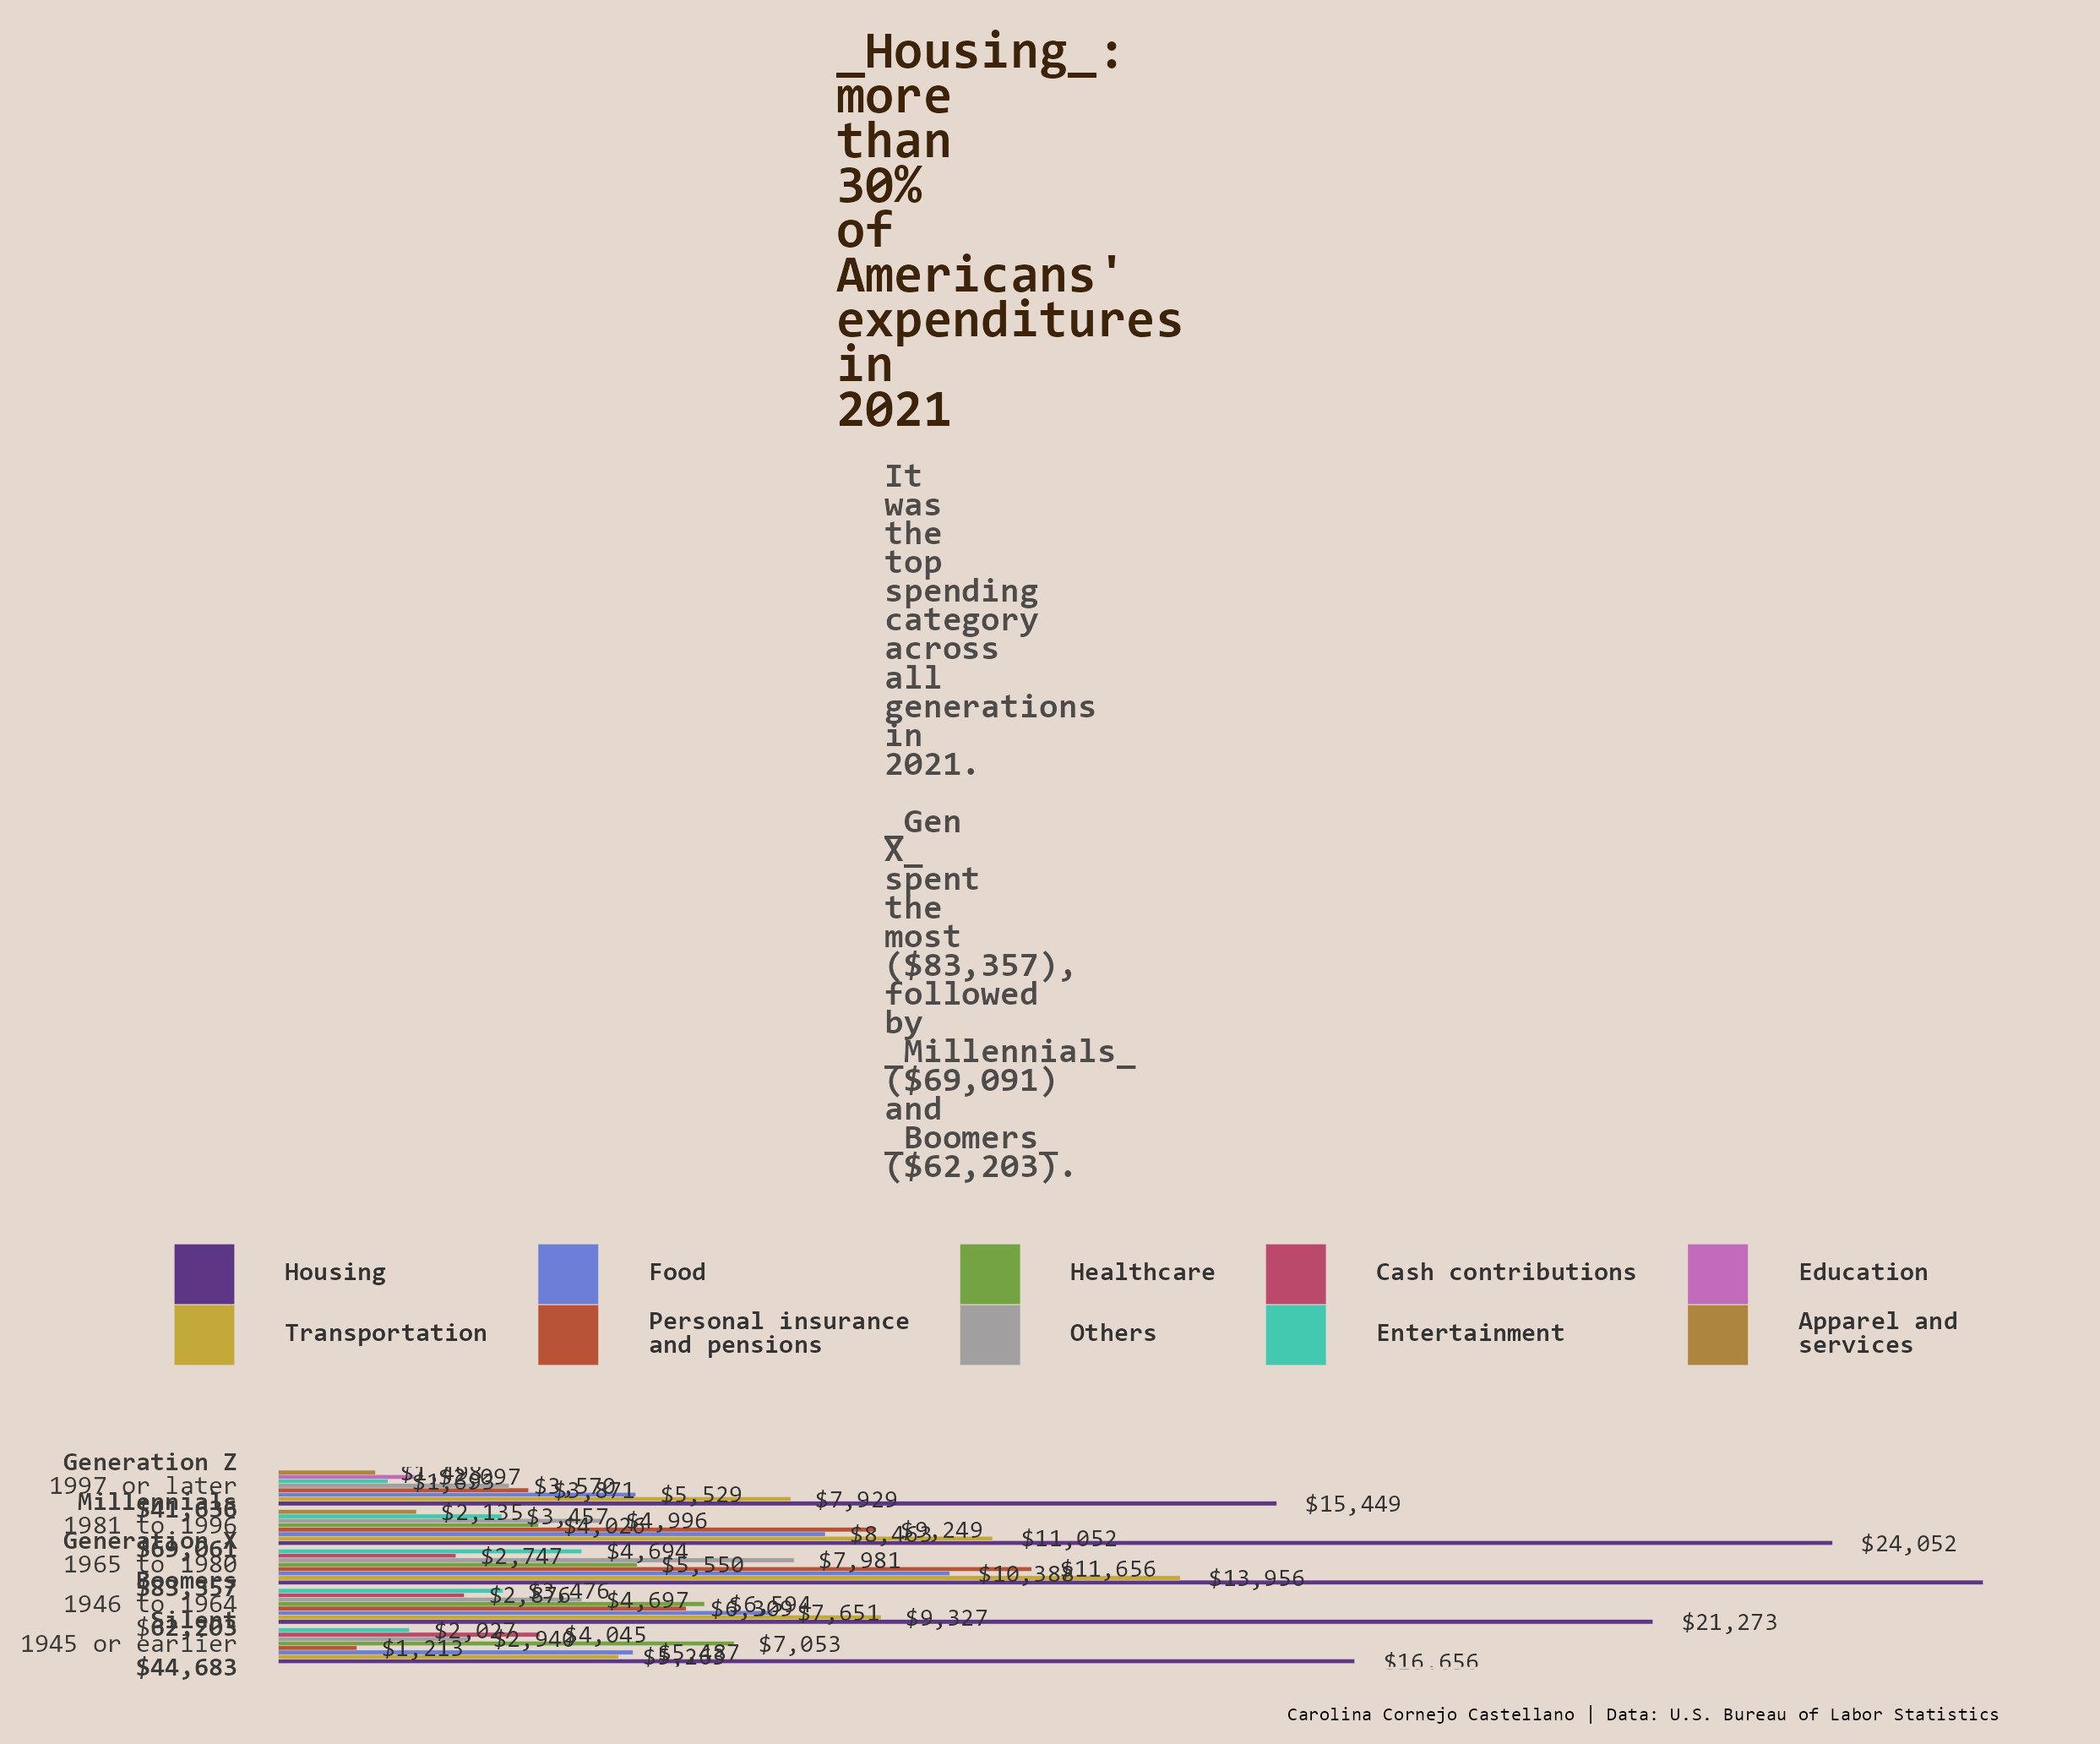 _Housing_:
more
than
30%
of
Americans'
expenditures
in
2021
It
was
the
top
spending
category
across
all
generations
in
2021.
_Gen
X_
spent
the
most
($83,357),
followed
by
_Millennials_
($69,091)
and
_Boomers_
($62,203).
Housing
Food
Healthcare
Cash contributions
Education
Transportation
Personal insurance
and pensions
Others
Entertainment
Apparel and
services
Generation Z
1997 or later
$41,636
$2,097
$1,693
$3,570
$3,871
$5,529
$7,929
$15,449
Millennials
1981 to 1996
$69,061
$2,135
$3,457
$4,996
$4,026
$9,249
$8,463
$11,052
$24,052
Generation X
1965 to 1980
$83,357
$4,694
$2,747
$7,981
$5,550
$11,656
$10,388
$13,956
Boomers
1946 to 1964
$62,203
$3,476
$2,876
$4,697
$6,594
$6,309
$7,651
$9,327
$21,273
Silent
1945 or earlier
$44,683
$2,027
$4,045
$2,940
$7,053
$1,213
$5,487
$5,263
$16,656
Carolina Cornejo Castellano | Data: U.S. Bureau of Labor Statistics